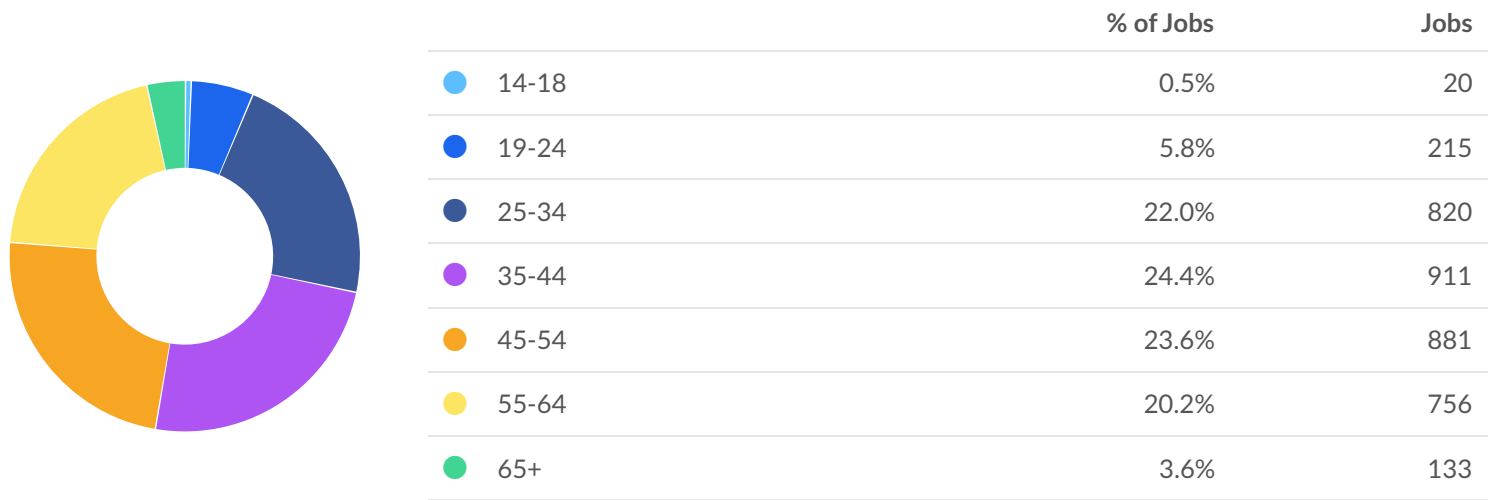 % of Jobs Jobs
14-18 0.5% 20
19-24 5.8% 215
25-34 22.0% 820
35-44 24.4% 911
45-54 23.6% 881
55-64 20.2% 756
65+ 3.6% 133